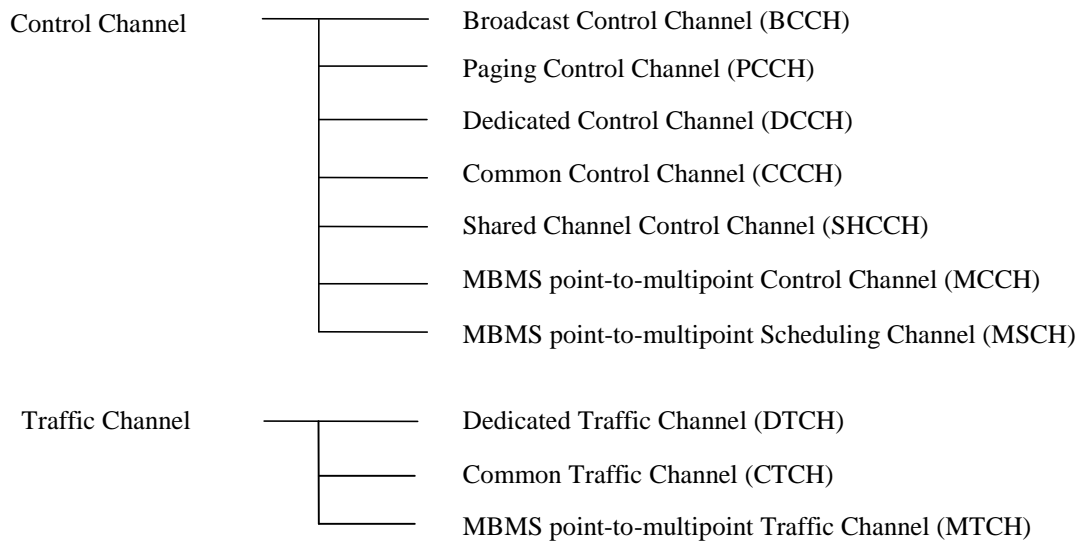 Control Channel
Broadcast Control Channel (BCCH)
Paging Control Channel (PCCH)
Dedicated Control Channel (DCCH)
Common Control Channel (CCCH)
Shared Channel Control Channel (SHCCH)
MBMS point-to-multipoint Control Channel (MCCH)
MBMS point-to-multipoint Scheduling Channel (MSCH)
Traffic Channel
Dedicated Traffic Channel (DTCH)
Common Traffic Channel (CTCH)
MBMS point-to-multipoint Traffic Channel (MTCH)